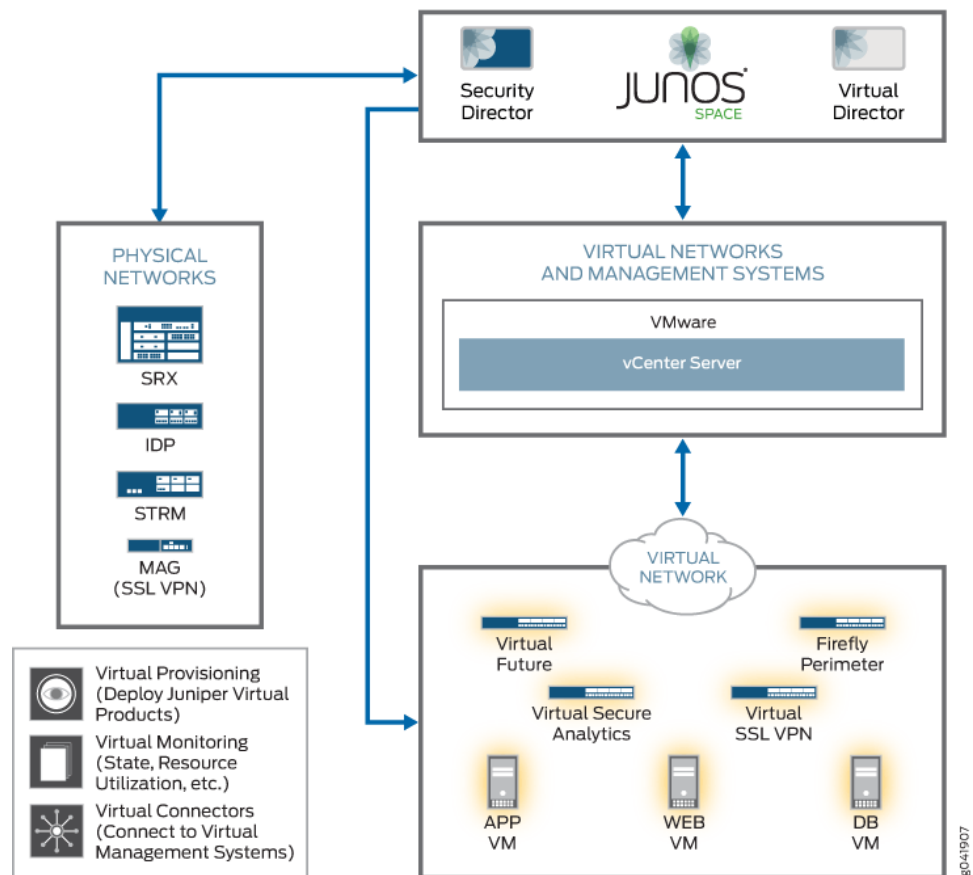 Security
Director
JUNOS®
SPACE
Virtual
Director
PHYSICAL
NETWORKS
SRX
IDP
STRM
MAG
(SSL VPN)
VIRTUAL NETWORKS
AND MANAGEMENT SYSTEMS
VMware
vCenter Server
VIRTUAL
NETWORK
Virtual
Future
Firefly
Perimeter
Virtual Secure
Analytics
Virtual
SSL VPN
APP
VM
WEB
VM
DB
VM
Virtual Provisioning
(Deploy Juniper Virtual
Products)
Virtual Monitoring
(State, Resource
Utilization, etc.)
Virtual Connectors
(Connect to Virtual
Management Systems)
g041907